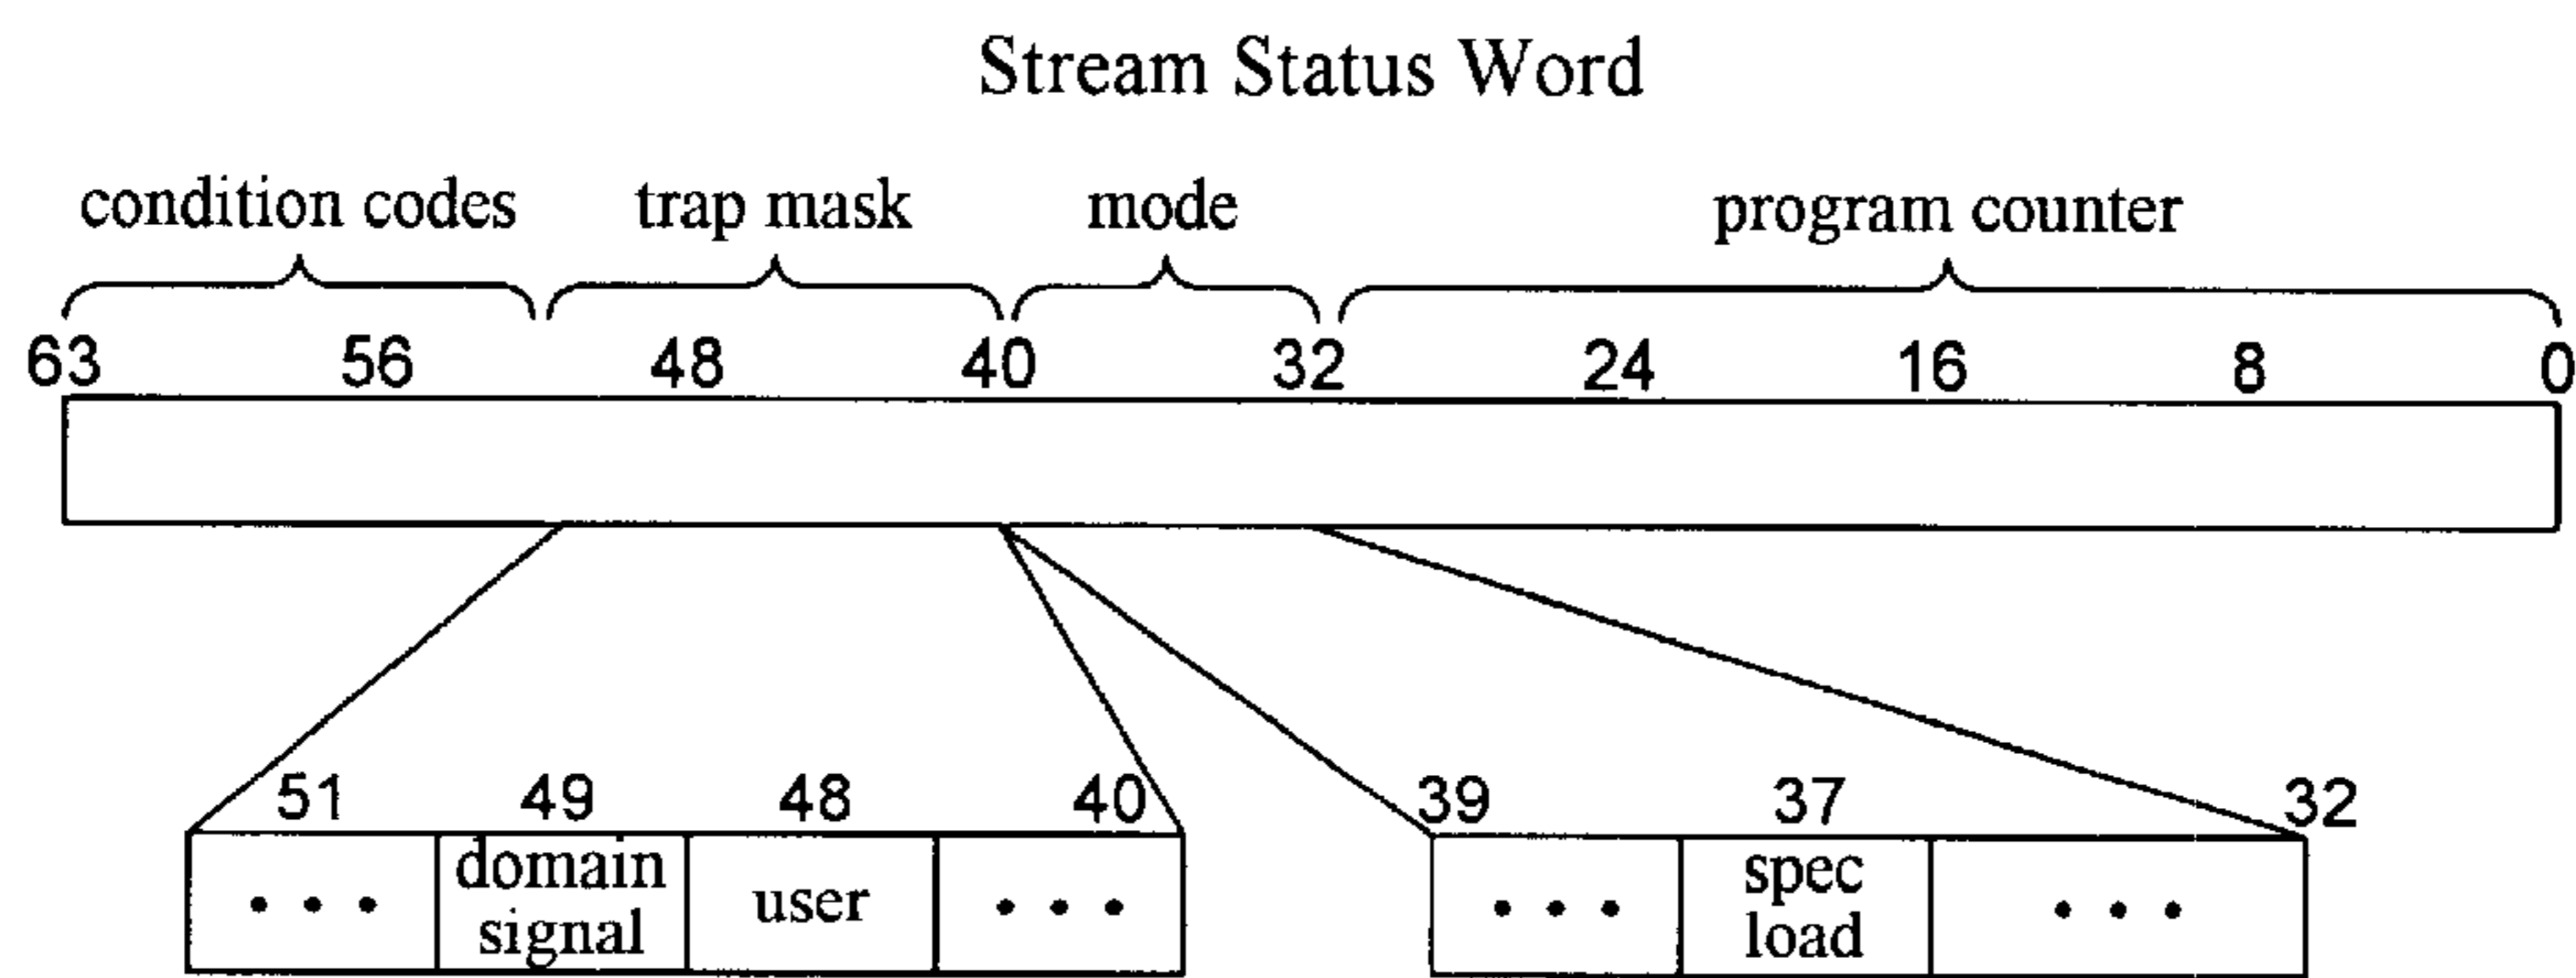 Stream Status Word
condition codes trap mask mode program counter
63 56 48 40 32 24 16 8 0
51 49 48 40 39 37 32
• • • domain signal user • • • • • • spec load • • •